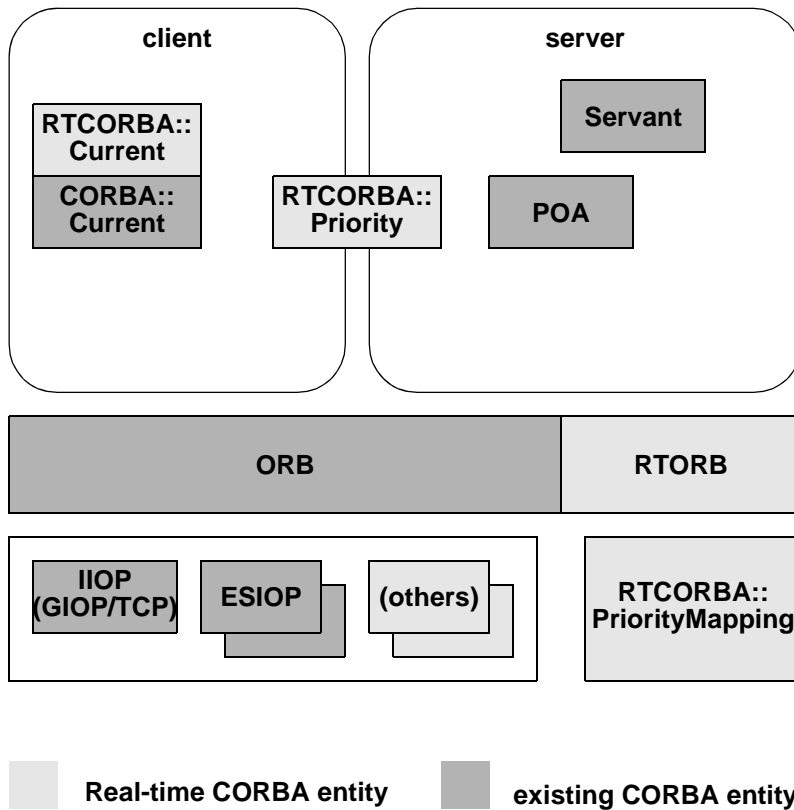 client
server
RTCORBA::
Current
CORBA::
Current
RTCORBA::
Priority
Servant
POA
ORB
RTORB
IIOP
(GIOP/TCP)
ESIOP
(others)
RTCORBA::
PriorityMapping
Real-time CORBA entity
existing CORBA entity